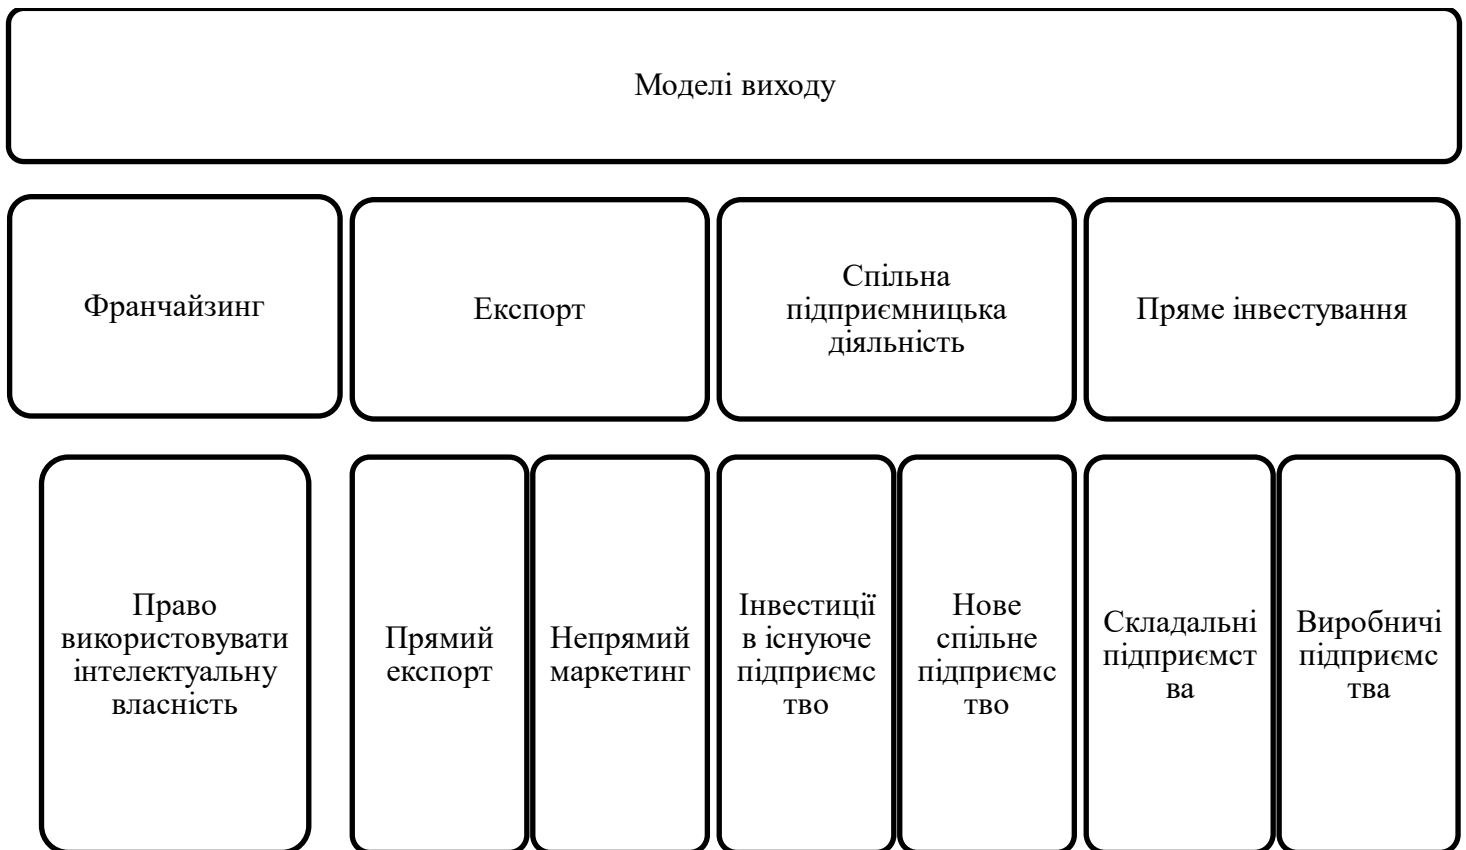 Моделі виходу
Франчайзинг
Експорт
Спільна
підприємницька
діяльність
Пряме інвестування
Право
використовувати
інтелектуальну
власність
Прямий
експорт
Непрямий
маркетинг
Інвестиції
в існуюче
підприємс
тво
Нове
спільне
підприємс
тво
Складальні
підприємст
ва
Виробничі
підприємс
тва